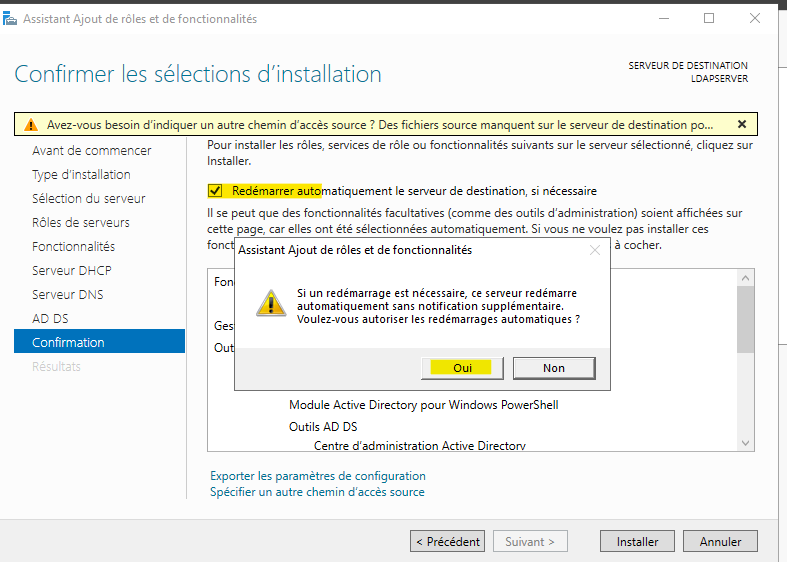 Assistant Ajout de rôles et de fonctionnalités
Confirmer les sélections d'installation
SERVEUR DE DESTINATION
LDAPSERVER
Avez-vous besoin d'indiquer un autre chemin d'accès source ? Des fichiers source manquent sur le serveur de destination po...
Avant de commencer
Type d'installation
Sélection du serveur
Rôles de serveurs
Fonctionnalités
Serveur DHCP
Serveur DNS
AD DS
Confirmation
Résultats
Pour installer les rôles, services de rôle ou fonctionnalités suivants sur le serveur sélectionné, cliquez sur
Installer.
Redémarrer automatiquement le serveur de destination, si nécessaire
Il se peut que des fonctionnalités facultatives (comme des outils d'administration) soient affichées sur
cette page, car elles ont été sélectionnées automatiquement. Si vous ne voulez pas installer ces
à cocher.
Assistant Ajout de rôles et de fonctionnalités
Si un redémarrage est nécessaire, ce serveur redémarre
automatiquement sans notification supplémentaire.
Voulez-vous autoriser les redémarrages automatiques ?
Oui
Non
Module Active Directory pour Windows PowerShell
Outils AD DS
Centre d'administration Active Directory
Exporter les paramètres de configuration
Spécifier un autre chemin d'accès source
< Précédent
Suivant >
Installer
Annuler